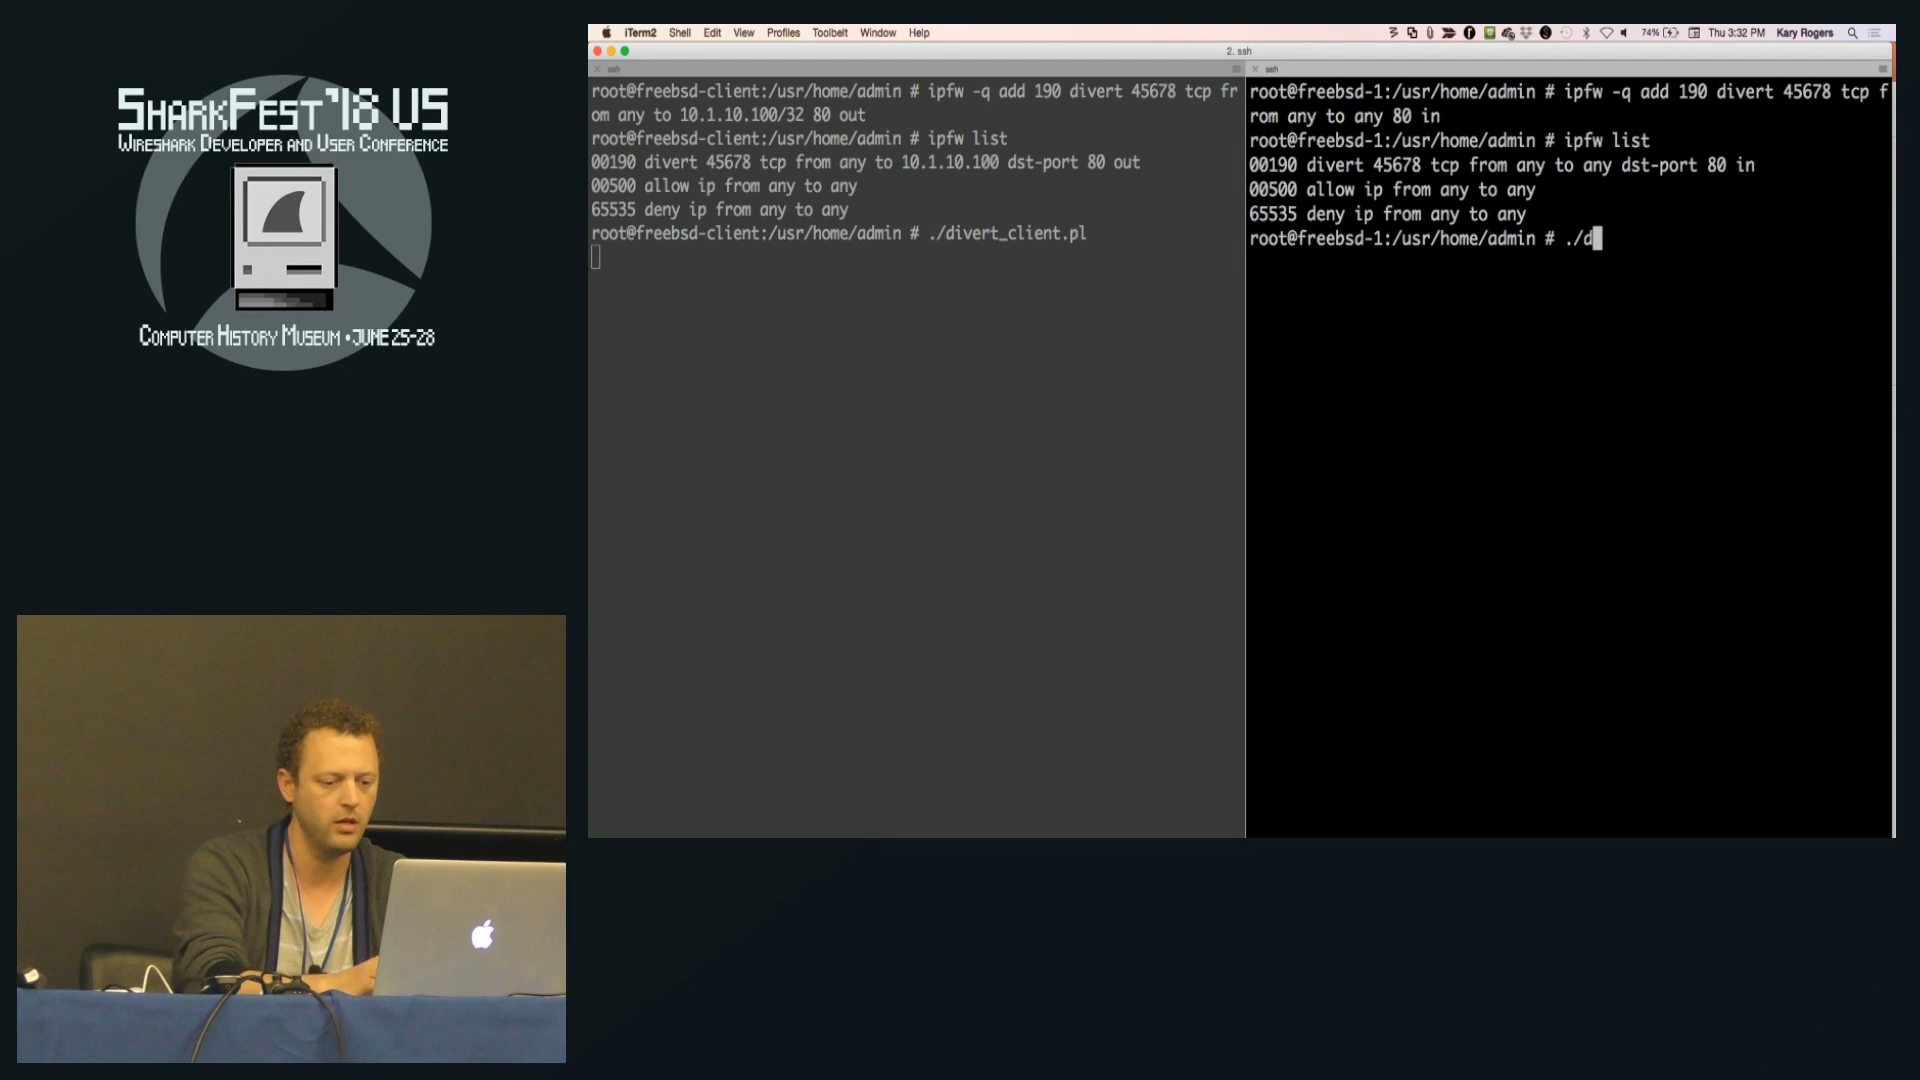 SharkFest'18 US
Wireshark Developer and User Conference
Computer History Museum • June 25-28
iTerm2 Shell Edit View Profiles Toolbelt Window Help
74% Thu 3:32 PM Kary Rogers
2. ssh
ssh
ssh
root@freebsd-client:/usr/home/admin # ipfw -q add 190 divert 45678 tcp fr
om any to 10.1.10.100/32 80 out
root@freebsd-client:/usr/home/admin # ipfw list
00190 divert 45678 tcp from any to 10.1.10.100 dst-port 80 out
00500 allow ip from any to any
65535 deny ip from any to any
root@freebsd-client:/usr/home/admin # ./divert_client.pl
root@freebsd-1:/usr/home/admin # ipfw -q add 190 divert 45678 tcp f
rom any to any 80 in
root@freebsd-1:/usr/home/admin # ipfw list
00190 divert 45678 tcp from any to any dst-port 80 in
00500 allow ip from any to any
65535 deny ip from any to any
root@freebsd-1:/usr/home/admin # ./d